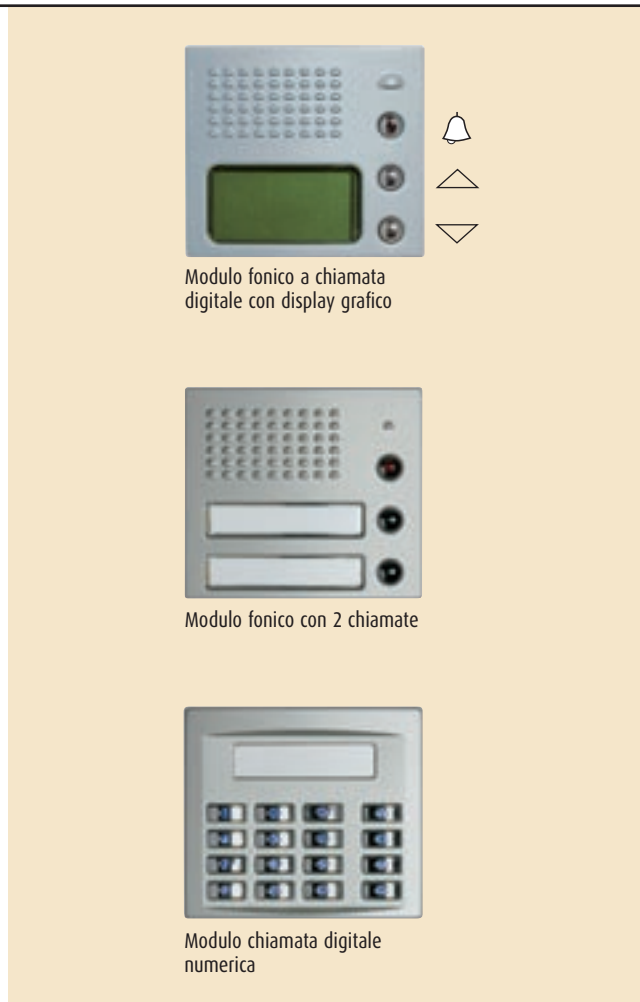 Modulo fonico a chiamata
digitale con display grafico
Modulo fonico con 2 chiamate
Modulo chiamata digitale
numerica